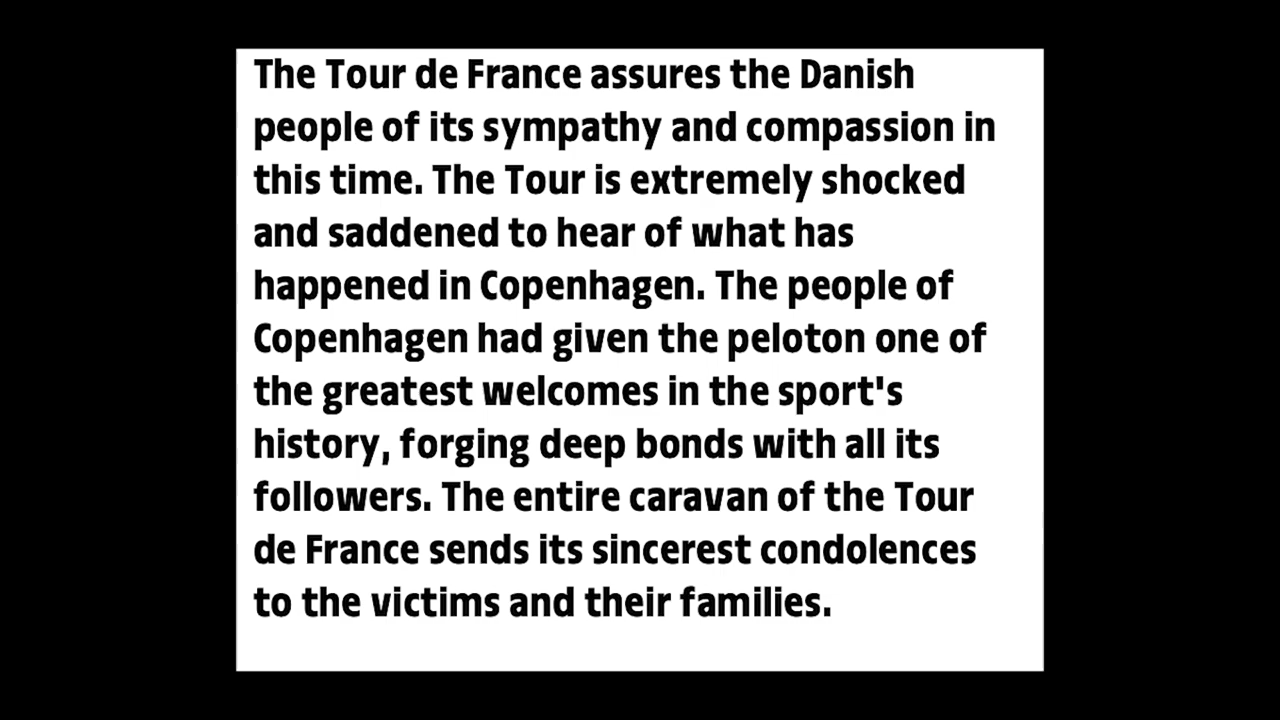 The Tour de France assures the Danish
people of its sympathy and compassion in
this time. The Tour is extremely shocked
and saddened to hear of what has
happened in Copenhagen. The people of
Copenhagen had given the peloton one of
the greatest welcomes in the sport's
history, forging deep bonds with all its
followers. The entire caravan of the Tour
de France sends its sincerest condolences
to the victims and their families.